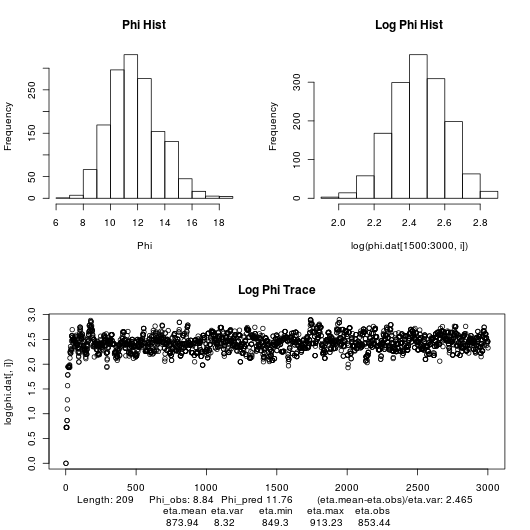 Phi Hist
Log Phi Hist
Frequency
0 50 150 250
6 8 10 12 14 16 18
Phi
Frequency
0 100 300
2.0 2.2 2.4 2.6 2.8
log(phi.dat[1500:3000, i])
Log Phi Trace
log(phi.dat[, i])
0.0 0.5 1.0 1.5 2.0 2.5 3.0
0 500 1000 1500 2000 2500 3000
Length: 209 Phi_obs: 8.84 Phi_pred 11.76 (eta.mean-eta.obs)/eta.var: 2.465
eta.mean eta.var eta.min eta.max eta.obs
873.94 8.32 849.3 913.23 853.44